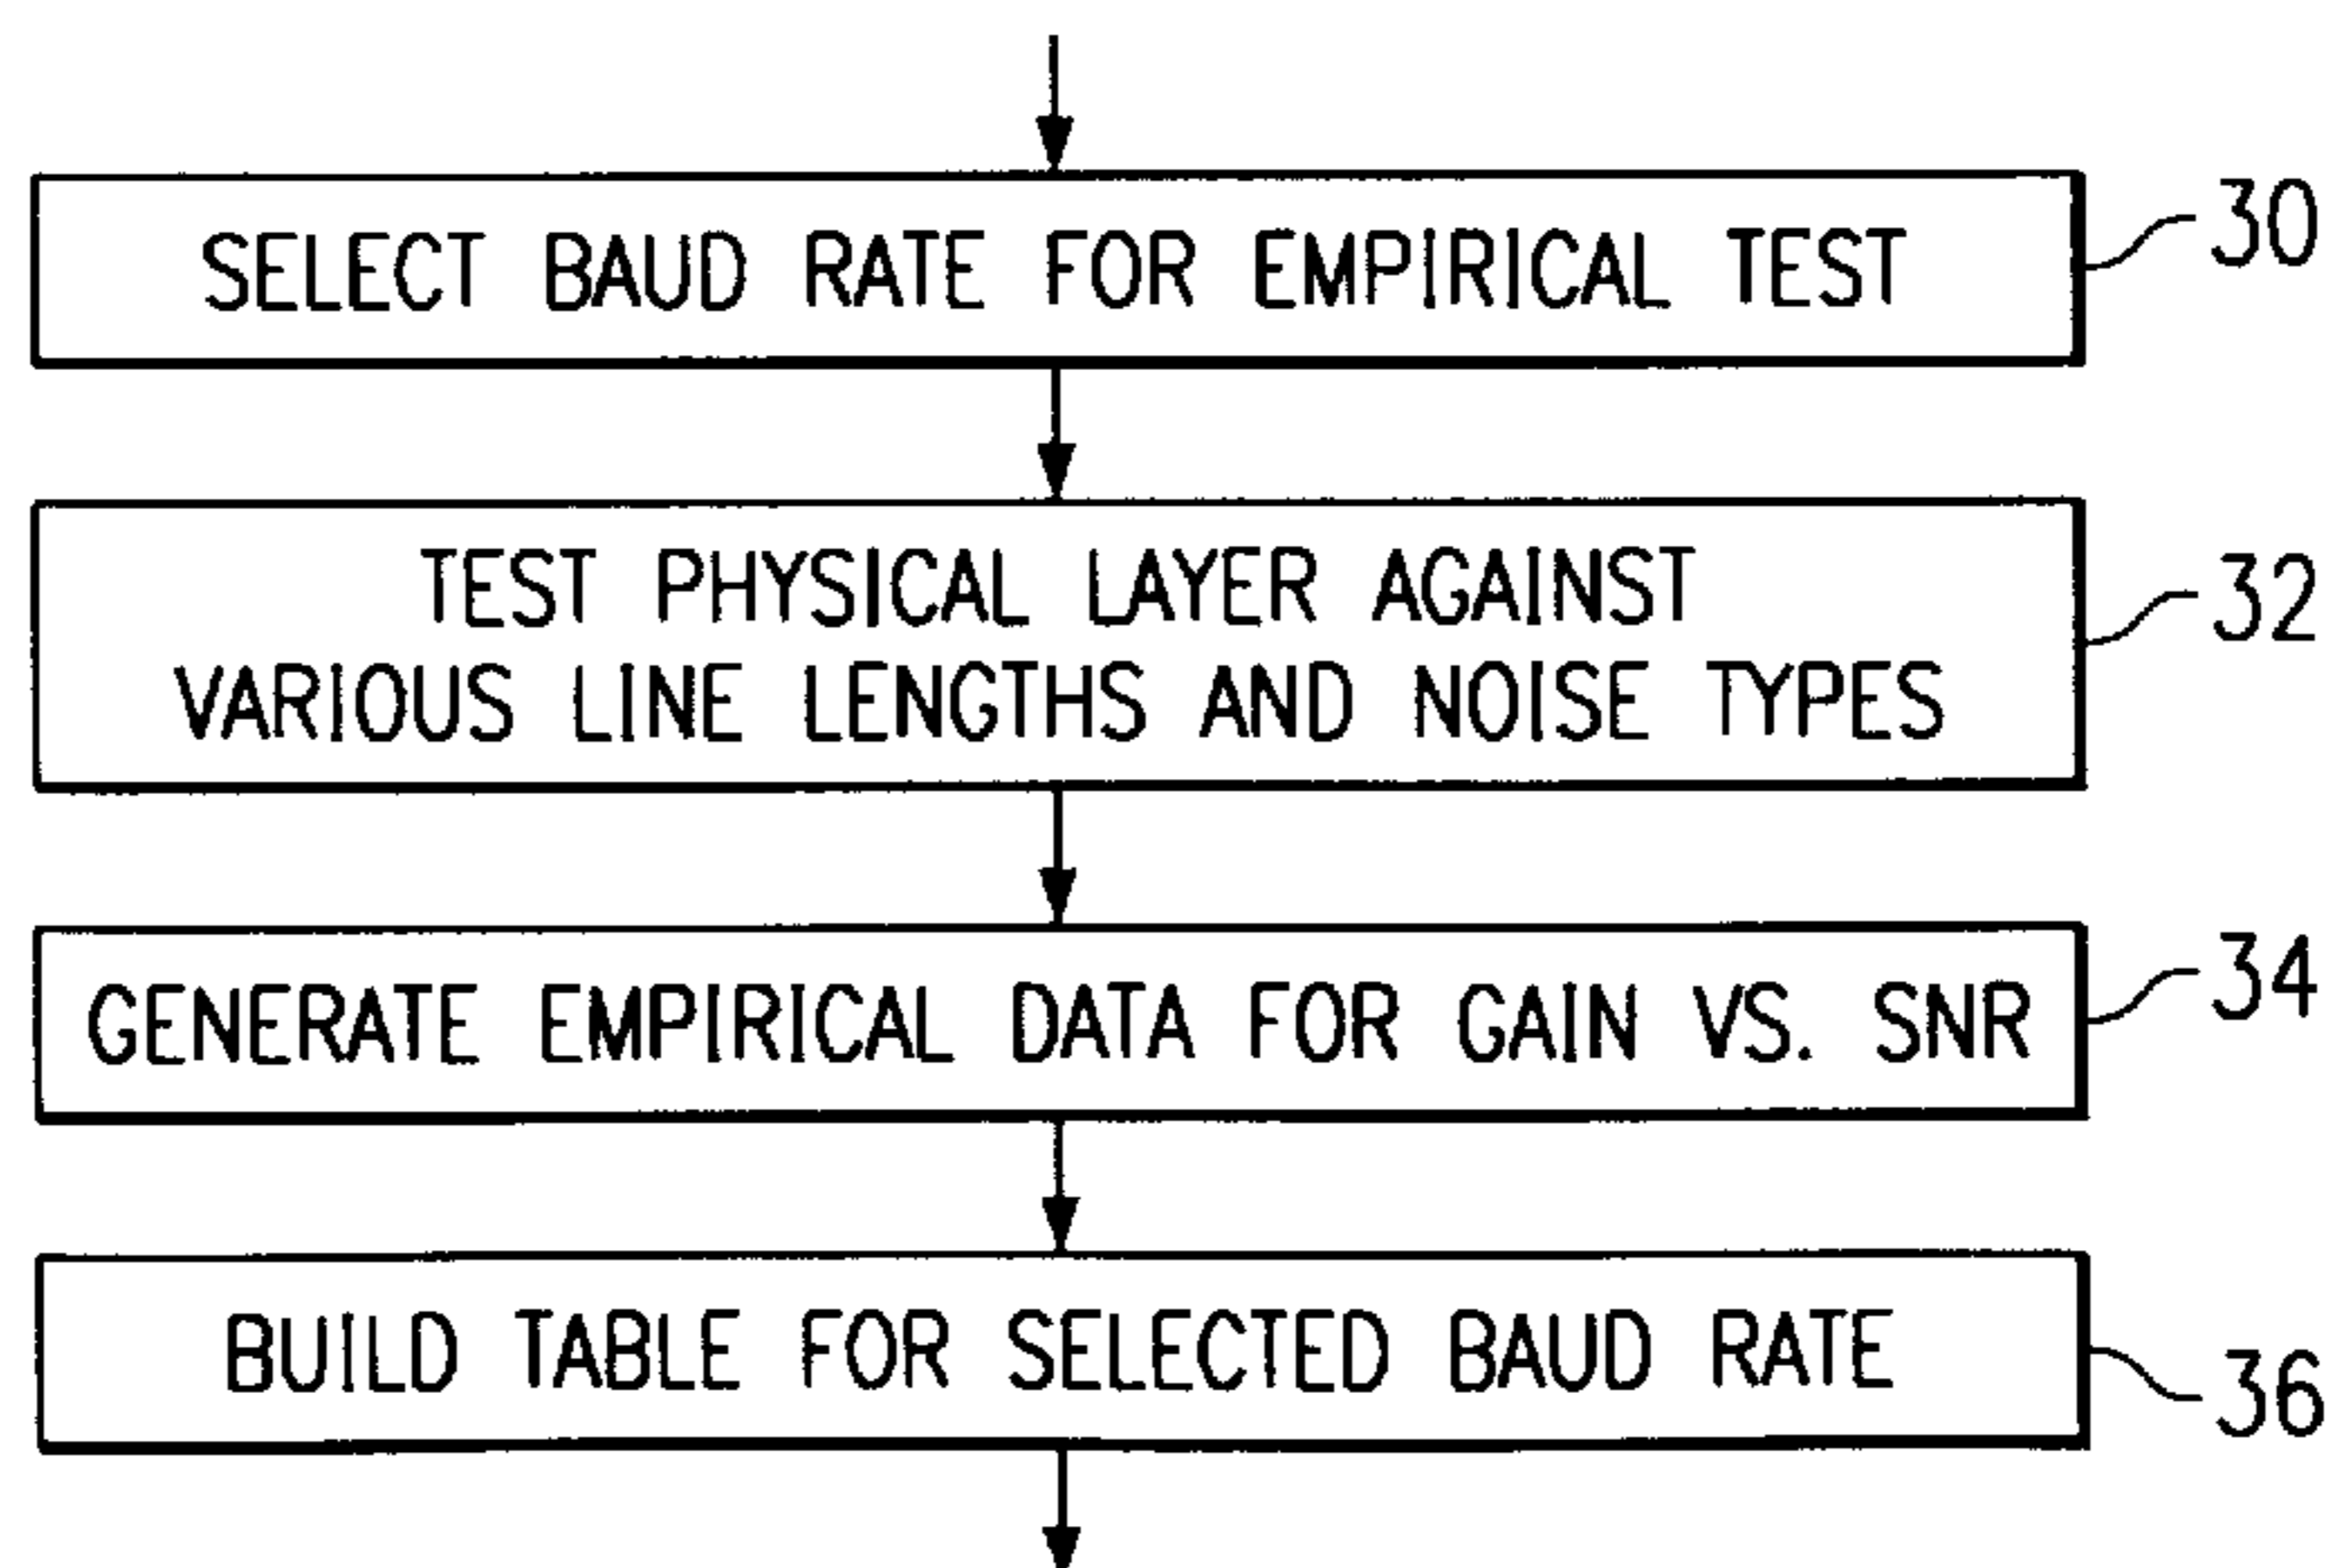 SELECT BAUD RATE FOR EMPIRICAL TEST
30
TEST PHYSICAL LAYER AGAINST
VARIOUS LINE LENGTHS AND NOISE TYPES
32
GENERATE EMPIRICAL DATA FOR GAIN VS. SNR
34
BUILD TABLE FOR SELECTED BAUD RATE
36